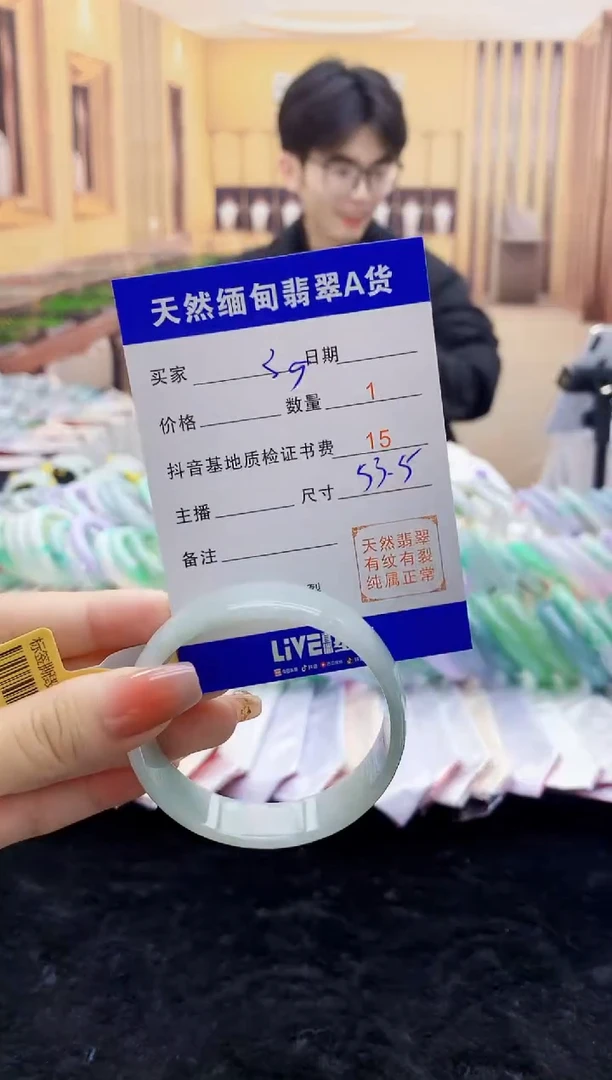 天然缅甸翡翠A货
买家 59 日期
价格 数量 1
抖音基地质检证书费 15
主播 尺寸 53.5
备注
天然翡翠
有纹有裂
纯属正常
LIVE